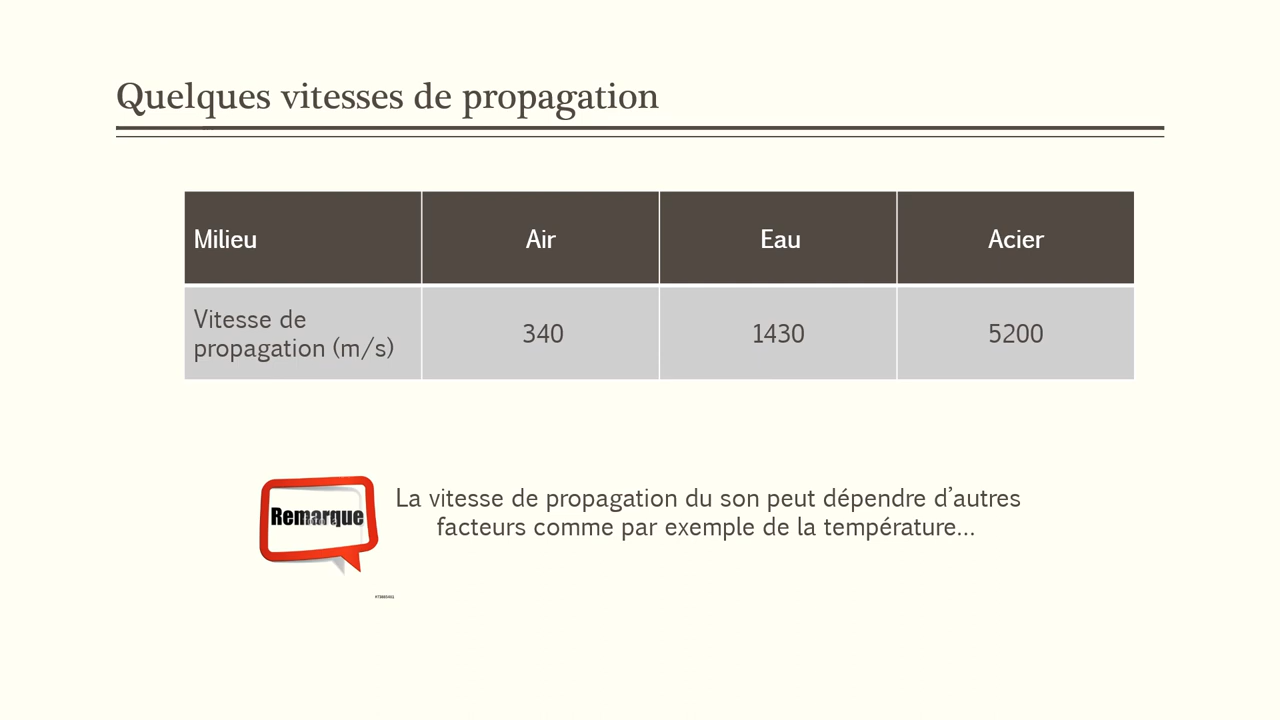 Quelques vitesses de propagation
Milieu Air Eau Acier
Vitesse de
propagation (m/s) 340 1430 5200
Remarque
La vitesse de propagation du son peut dépendre d’autres
facteurs comme par exemple de la température...